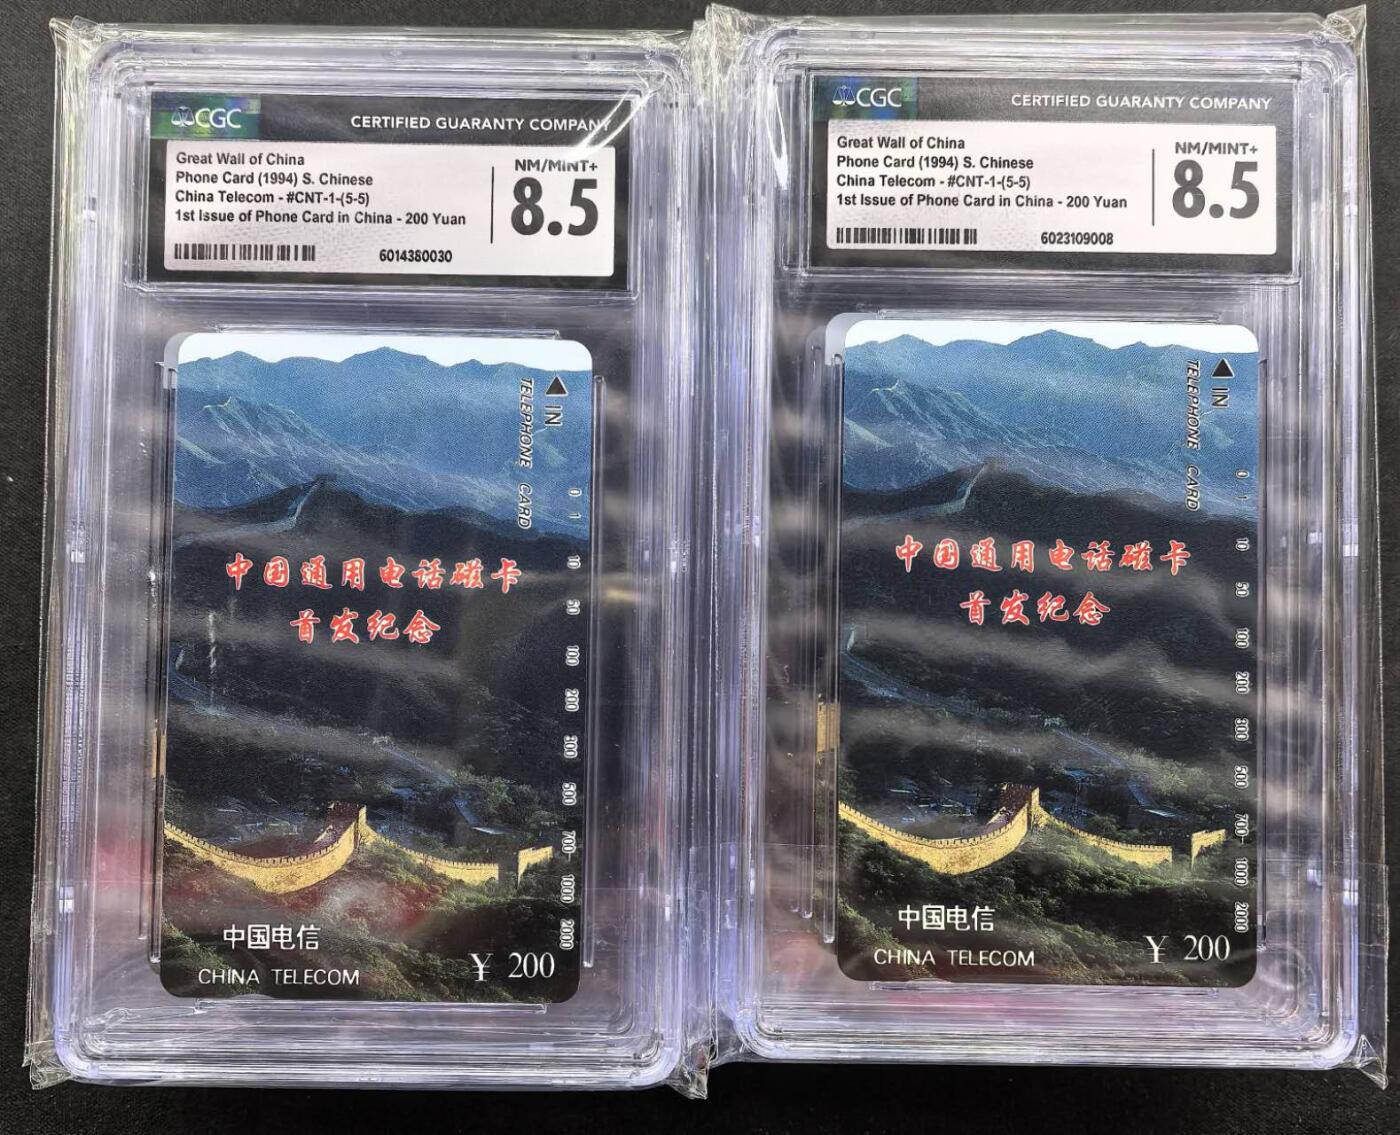 CGC
CERTIFIED GUARANTY COMPANY
Great Wall of China
Phone Card (1994) S. Chinese
China Telecom - #CNT-1-(5-5)
1st Issue of Phone Card in China - 200 Yuan
NM/MINT+
8.5
6014380030
IN
TELEPHONE CARD
0 1 10 50 100 200 300 500 700 1000 2000
中国通用电话磁卡
首发纪念
中国电信
CHINA TELECOM
¥ 200
CGC
CERTIFIED GUARANTY COMPANY
Great Wall of China
Phone Card (1994) S. Chinese
China Telecom - #CNT-1-(5-5)
1st Issue of Phone Card in China - 200 Yuan
NM/MINT+
8.5
6023109008
IN
TELEPHONE CARD
0 1 10 50 100 200 300 500 700 1000 2000
中国通用电话磁卡
首发纪念
中国电信
CHINA TELECOM
¥ 200